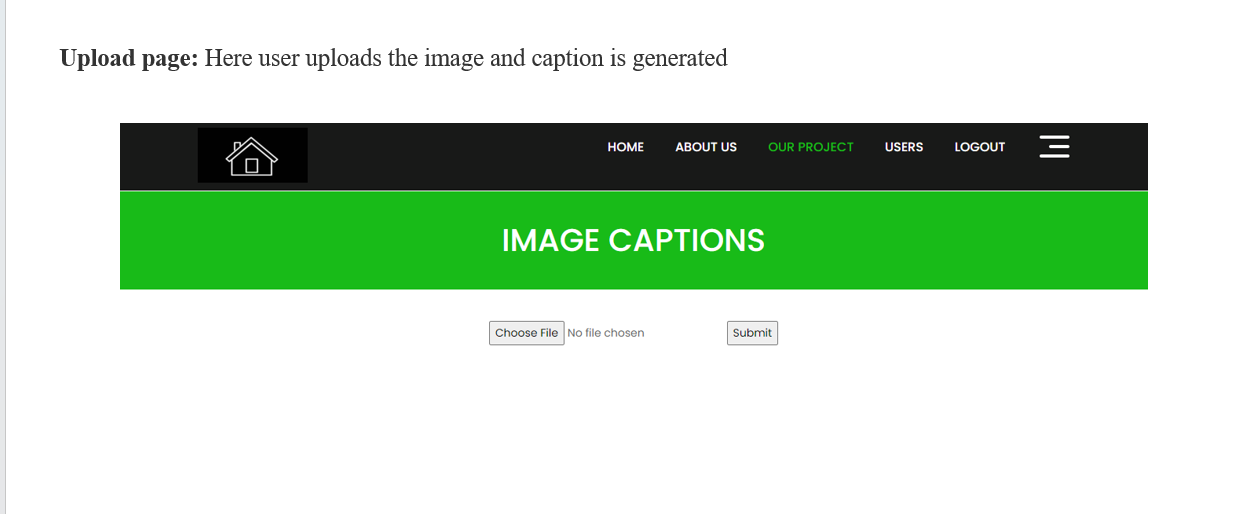 Upload page: Here user uploads the image and caption is generated
HOME ABOUT US OUR PROJECT USERS LOGOUT
IMAGE CAPTIONS
Choose File No file chosen Submit